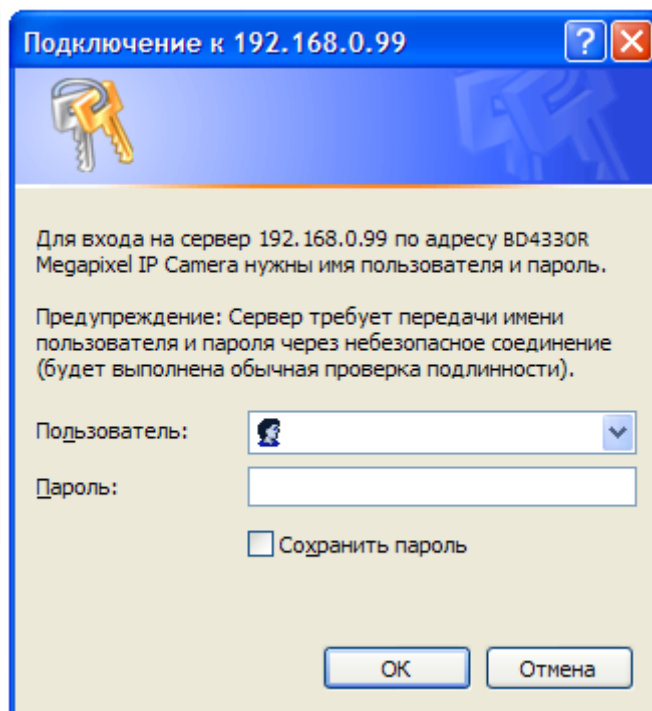 Подключение к 192.168.0.99
Для входа на сервер 192.168.0.99 по адресу BD4330R
Megapixel IP Camera нужны имя пользователя и пароль.
Предупреждение: Сервер требует передачи имени
пользователя и пароля через небезопасное соединение
(будет выполнена обычная проверка подлинности).
Пользователь:
Пароль:
Сохранить пароль
ОК
Отмена